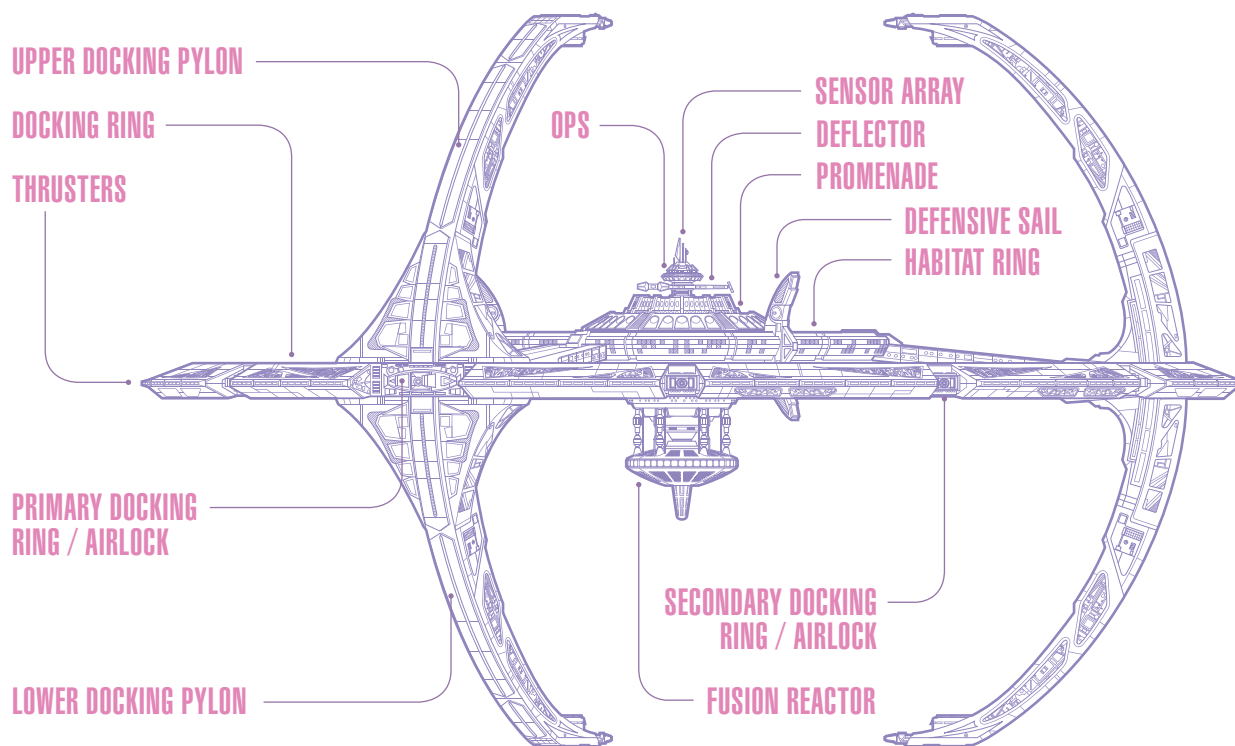 UPPER DOCKING PYLON
DOCKING RING
THRUSTERS
OPS
SENSOR ARRAY
DEFLECTOR
PROMENADE
DEFENSIVE SAIL
HABITAT RING
PRIMARY DOCKING
RING / AIRLOCK
SECONDARY DOCKING
RING / AIRLOCK
LOWER DOCKING PYLON
FUSION REACTOR